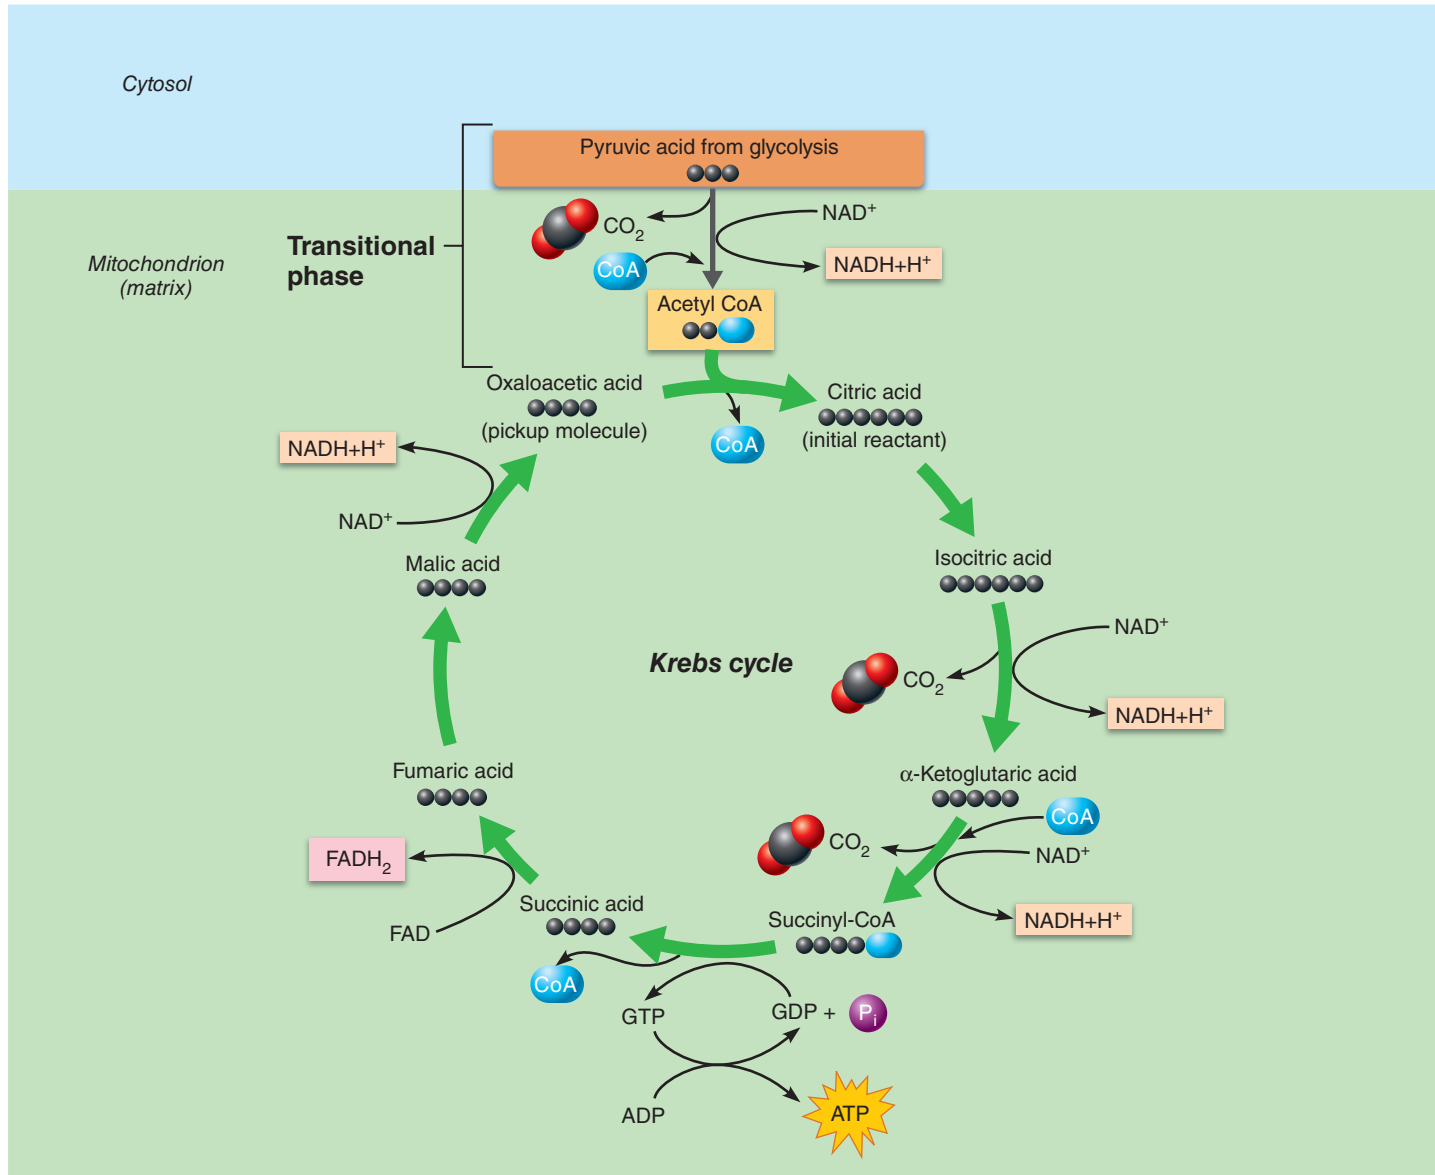 Cytosol
Pyruvic acid from glycolysis
CO2
NAD+
Transitional
phase
Mitochondrion
(matrix)
CoA
NADH+H+
Acetyl CoA
Oxaloacetic acid
(pickup molecule)
Citric acid
(initial reactant)
CoA
NADH+H+
NAD+
Malic acid
Isocitric acid
Krebs cycle
NAD+
CO2
NADH+H+
Fumaric acid
α-Ketoglutaric acid
CoA
CO2
NAD+
FADH2
FAD
Succinic acid
Succinyl-CoA
NADH+H+
CoA
GTP
GDP + Pi
ADP
ATP